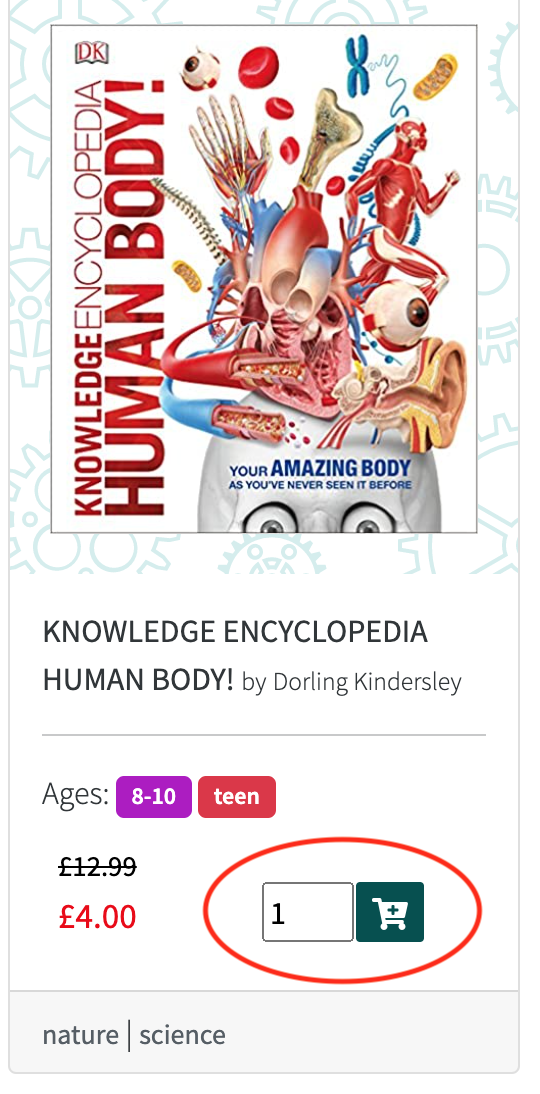 DK
KNOWLEDGE ENCYCLOPEDIA
HUMAN BODY!
YOUR AMAZING BODY
AS YOU'VE NEVER SEEN IT BEFORE
KNOWLEDGE ENCYCLOPEDIA
HUMAN BODY! by Dorling Kindersley
Ages: 8-10 teen
£12.99
£4.00
1
nature | science